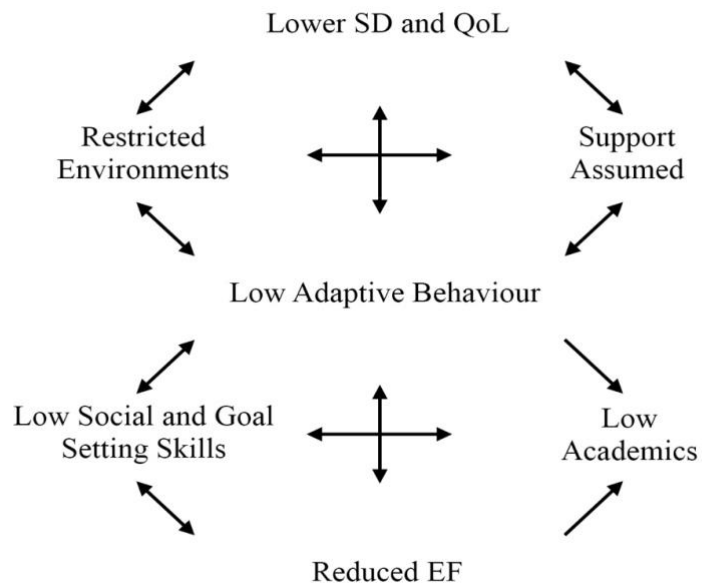 Lower SD and QoL
Restricted
Environments
Support
Assumed
Low Adaptive Behaviour
Low Social and Goal
Setting Skills
Low
Academics
Reduced EF